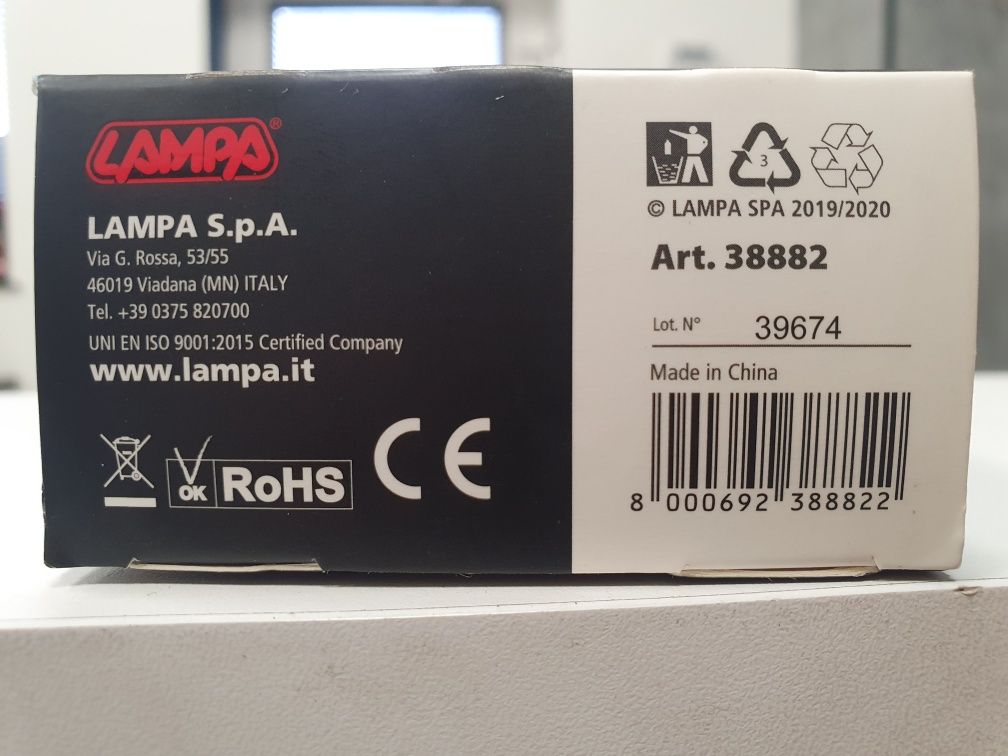 LAMPA®
LAMPA S.p.A.
Via G. Rossa, 53/55
46019 Viadana (MN) ITALY
Tel. +39 0375 820700
UNI EN ISO 9001:2015 Certified Company
www.lampa.it
OK RoHS CE
3
© LAMPA SPA 2019/2020
Art. 38882
Lot. N° 39674
Made in China
8 000692 388822